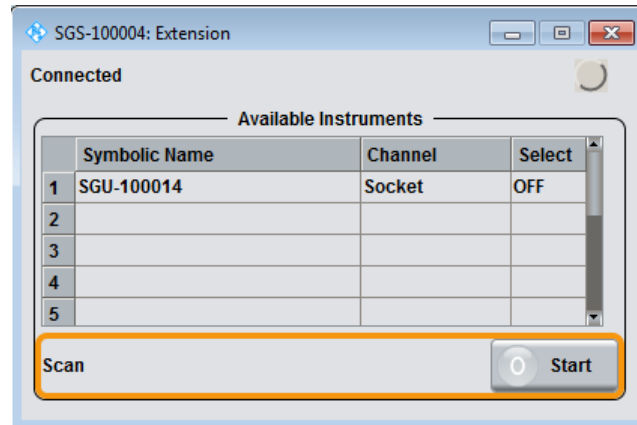 SGS-100004: Extension
Connected
Available Instruments
Symbolic Name Channel Select
1 SGU-100014 Socket OFF
2
3
4
5
Scan 0 Start